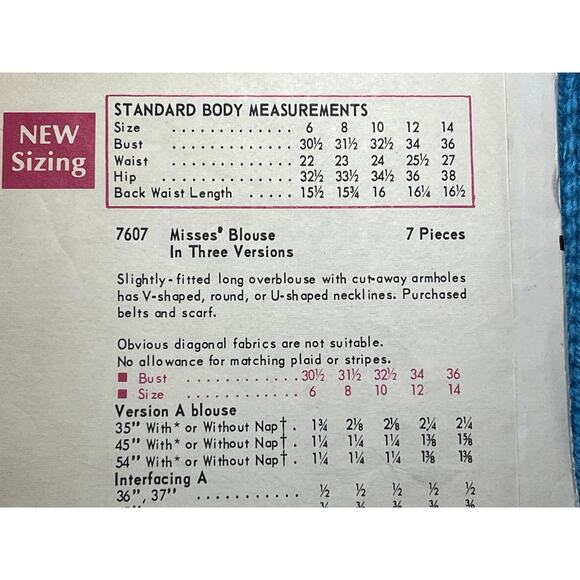 NEW
Sizing
STANDARD BODY MEASUREMENTS
Size . . . . . . . . . . . . . 6 8 10 12 14
Bust . . . . . . . . . . . . . 30½ 31½ 32½ 34 36
Waist . . . . . . . . . . . . 22 23 24 25½ 27
Hip . . . . . . . . . . . . . 32½ 33½ 34½ 36 38
Back Waist Length . . . . . . 15½ 15¾ 16 16¼ 16½
7607 Misses' Blouse 7 Pieces
In Three Versions
Slightly-fitted long overblouse with cut-away armholes
has V-shaped, round, or U-shaped necklines. Purchased
belts and scarf.
Obvious diagonal fabrics are not suitable.
No allowance for matching plaid or stripes.
■ Bust . . . . . . . . . . . . 30½ 31½ 32½ 34 36
■ Size . . . . . . . . . . . . 6 8 10 12 14
Version A blouse
35" With* or Without Nap† . 1¾ 2⅛ 2⅛ 2¼ 2¼
45" With* or Without Nap† . 1¼ 1¼ 1¼ 1⅜ 1⅜
54" With* or Without Nap† . 1¼ 1¼ 1¼ 1⅜ 1⅜
Interfacing A
36", 37" . . . . . . . . . . . ½ ½ ½ ½ ½